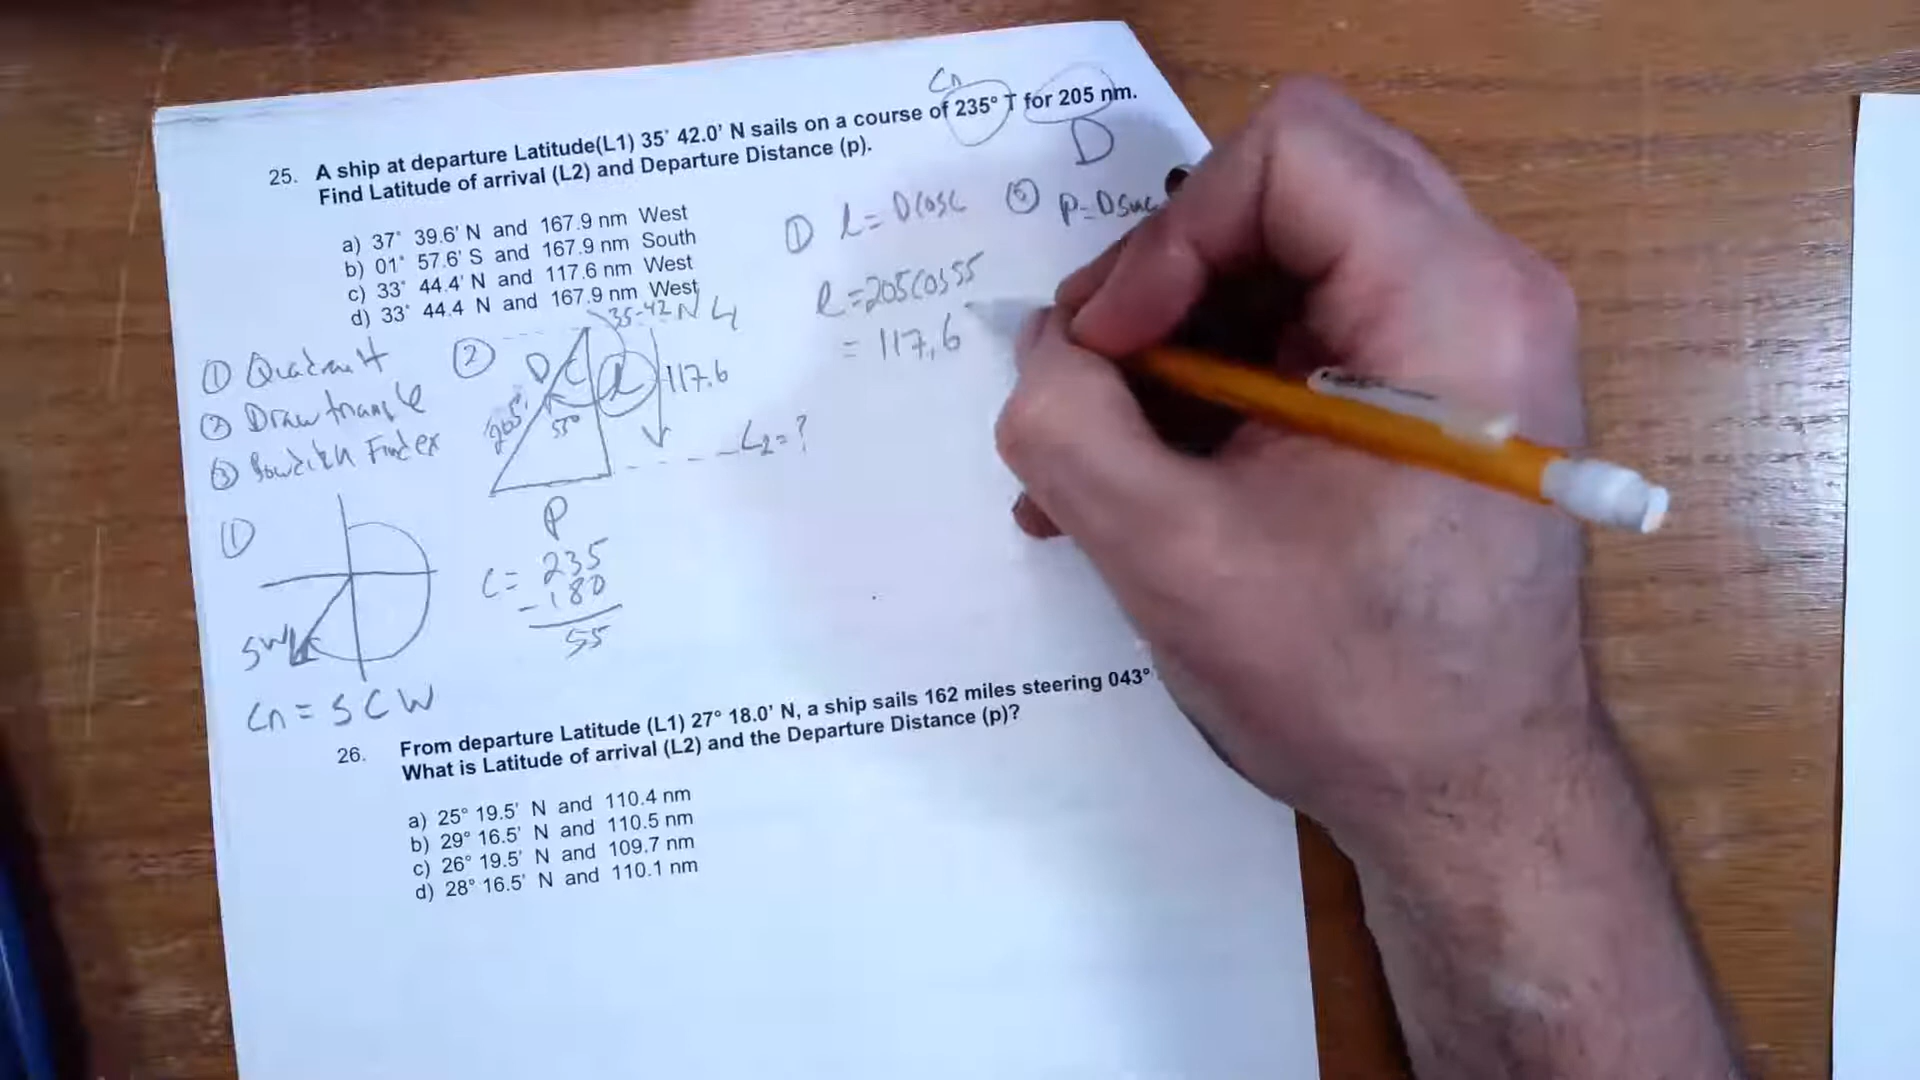 Cn
25. A ship at departure Latitude(L1) 35° 42.0' N sails on a course of 235° T for 205 nm.
Find Latitude of arrival (L2) and Departure Distance (p).
D
a) 37° 39.6' N and 167.9 nm West
b) 01° 57.6' S and 167.9 nm South
c) 33° 44.4' N and 117.6 nm West
d) 33° 44.4 N and 167.9 nm West
① l = D cos C
⑤ p = D sin C
l = 205 cos 55
= 117.6
① Quadrant
② Draw triangle
③ Bowditch Index
②
35-42 N L1
D C l 117.6
205 55°
L2 = ?
P
①
SW
Cn = S C W
C = 235
- 180
55
26. From departure Latitude (L1) 27° 18.0' N, a ship sails 162 miles steering 043°
What is Latitude of arrival (L2) and the Departure Distance (p)?
a) 25° 19.5' N and 110.4 nm
b) 29° 16.5' N and 110.5 nm
c) 26° 19.5' N and 109.7 nm
d) 28° 16.5' N and 110.1 nm